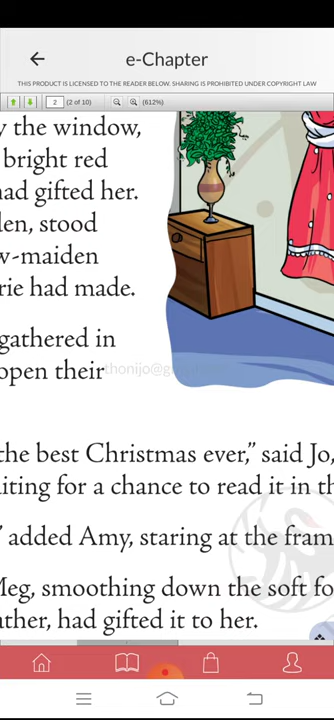 e-Chapter
THIS PRODUCT IS LICENSED TO THE READER BELOW. SHARING IS PROHIBITED UNDER COPYRIGHT LAW
2 (2 of 10) (612%)
y the window,
bright red
had gifted her.
len, stood
w-maiden
rie had made.
gathered in
open their
the best Christmas ever,” said Jo,
iting for a chance to read it in th
” added Amy, staring at the fram
Meg, smoothing down the soft fo
ather, had gifted it to her.